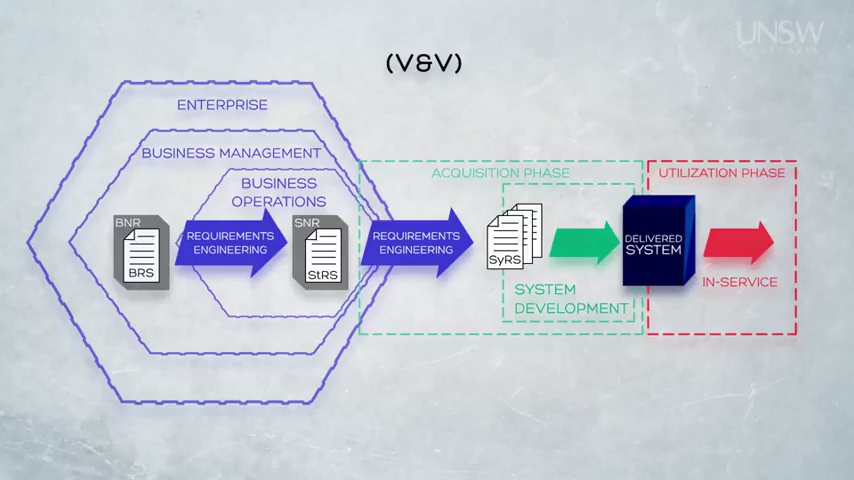 UNSW
AUSTRALIA
(V&V)
ENTERPRISE
BUSINESS MANAGEMENT
BUSINESS
OPERATIONS
BNR
BRS
REQUIREMENTS
ENGINEERING
SNR
StRS
REQUIREMENTS
ENGINEERING
ACQUISITION PHASE
SyRS
SYSTEM
DEVELOPMENT
UTILIZATION PHASE
DELIVERED
SYSTEM
IN-SERVICE